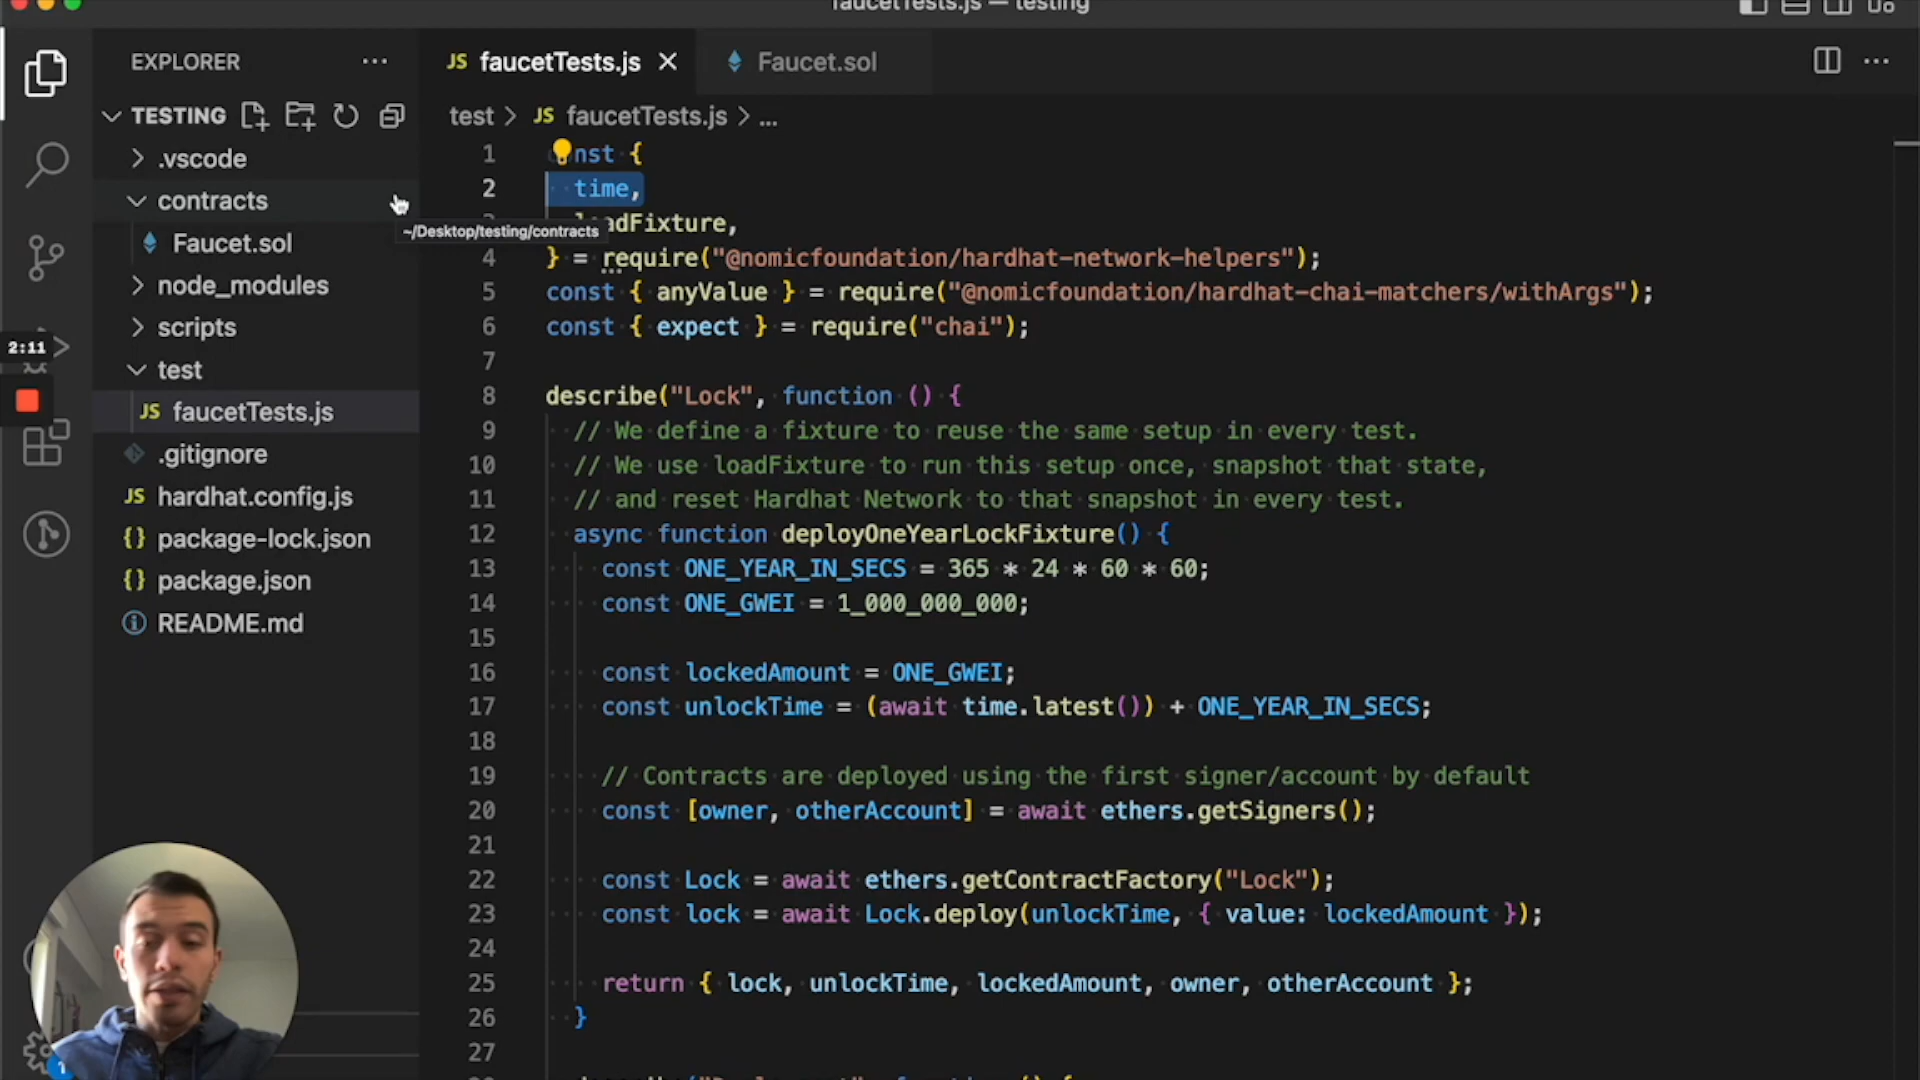 faucetTests.js — testing
EXPLORER
TESTING
.vscode
contracts
Faucet.sol
node_modules
scripts
test
JS faucetTests.js
.gitignore
JS hardhat.config.js
{} package-lock.json
{} package.json
README.md
2:11
1
JS faucetTests.js
Faucet.sol
test > JS faucetTests.js > ...
~/Desktop/testing/contracts
1 nst {
2 time,
adFixture,
4 } = require("@nomicfoundation/hardhat-network-helpers");
5 const { anyValue } = require("@nomicfoundation/hardhat-chai-matchers/withArgs");
6 const { expect } = require("chai");
7
8 describe("Lock", function () {
9 // We define a fixture to reuse the same setup in every test.
10 // We use loadFixture to run this setup once, snapshot that state,
11 // and reset Hardhat Network to that snapshot in every test.
12 async function deployOneYearLockFixture() {
13 const ONE_YEAR_IN_SECS = 365 * 24 * 60 * 60;
14 const ONE_GWEI = 1_000_000_000;
15
16 const lockedAmount = ONE_GWEI;
17 const unlockTime = (await time.latest()) + ONE_YEAR_IN_SECS;
18
19 // Contracts are deployed using the first signer/account by default
20 const [owner, otherAccount] = await ethers.getSigners();
21
22 const Lock = await ethers.getContractFactory("Lock");
23 const lock = await Lock.deploy(unlockTime, { value: lockedAmount });
24
25 return { lock, unlockTime, lockedAmount, owner, otherAccount };
26 }
27